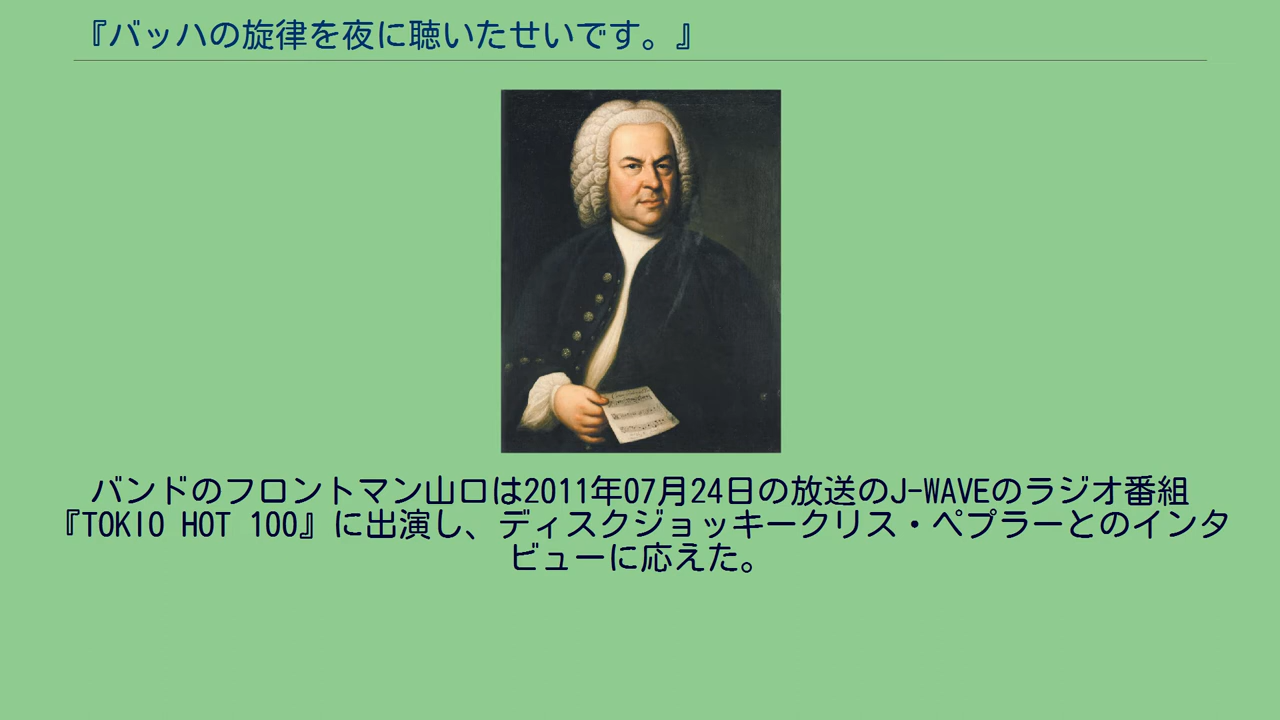 『バッハの旋律を夜に聴いたせいです。』
バンドのフロントマン山口は2011年07月24日の放送のJ-WAVEのラジオ番組
『TOKIO HOT 100』に出演し、ディスクジョッキークリス・ペプラーとのインタ
ビューに応えた。